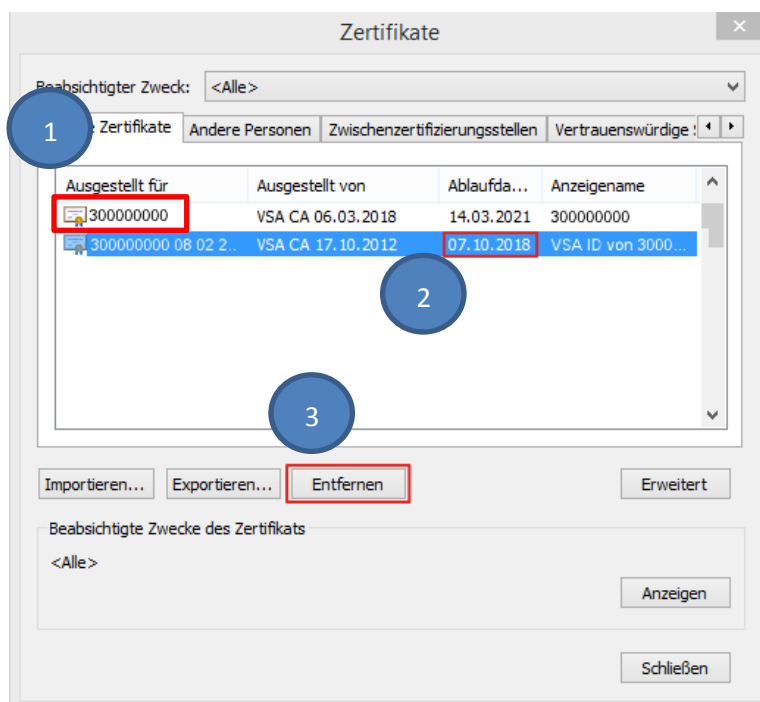 Zertifikate
Beabsichtigter Zweck: <Alle>
1 Zertifikate Andere Personen Zwischenzertifizierungsstellen Vertrauenswürdige
Ausgestellt für Ausgestellt von Ablaufda... Anzeigename
300000000 VSA CA 06.03.2018 14.03.2021 300000000
300000000 08 02 2.. VSA CA 17.10.2012 07.10.2018 VSA ID von 3000...
2
3
Importieren... Exportieren... Entfernen Erweitert
Beabsichtigte Zwecke des Zertifikats
<Alle>
Anzeigen
Schließen